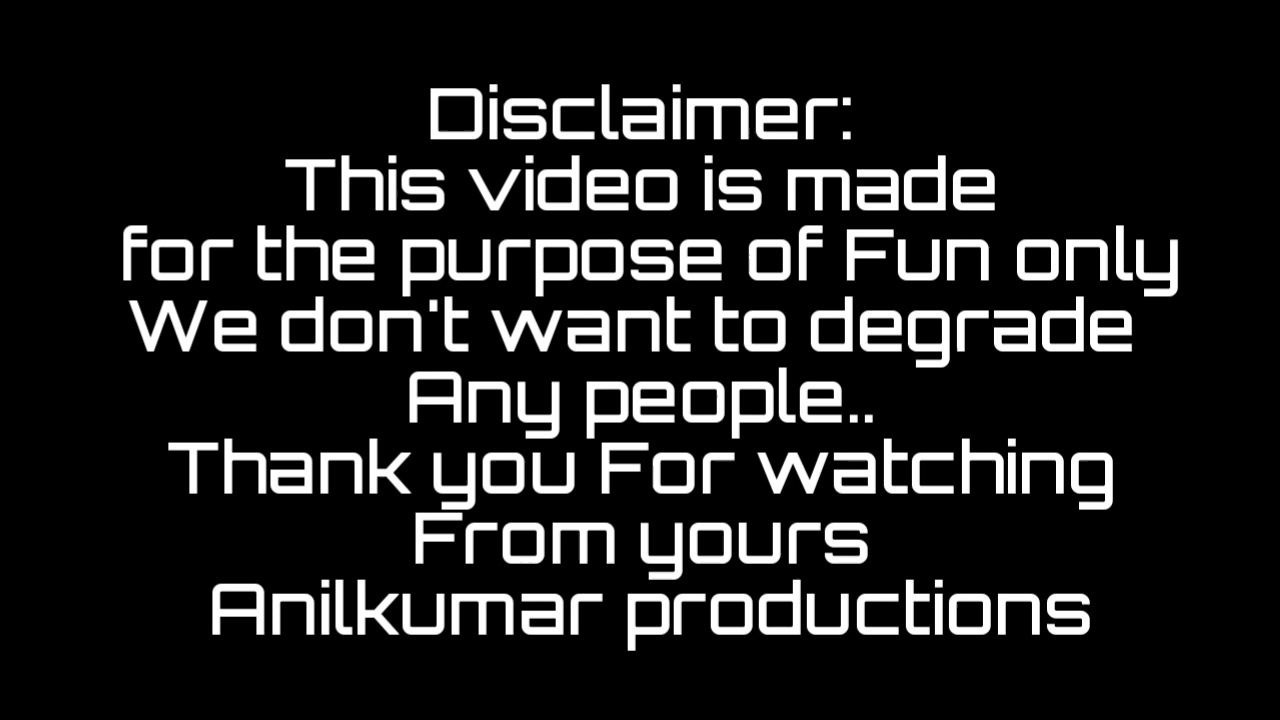 Disclaimer:
This video is made
for the purpose of Fun only
We don't want to degrade
Any people..
Thank you For watching
From yours
Anilkumar productions